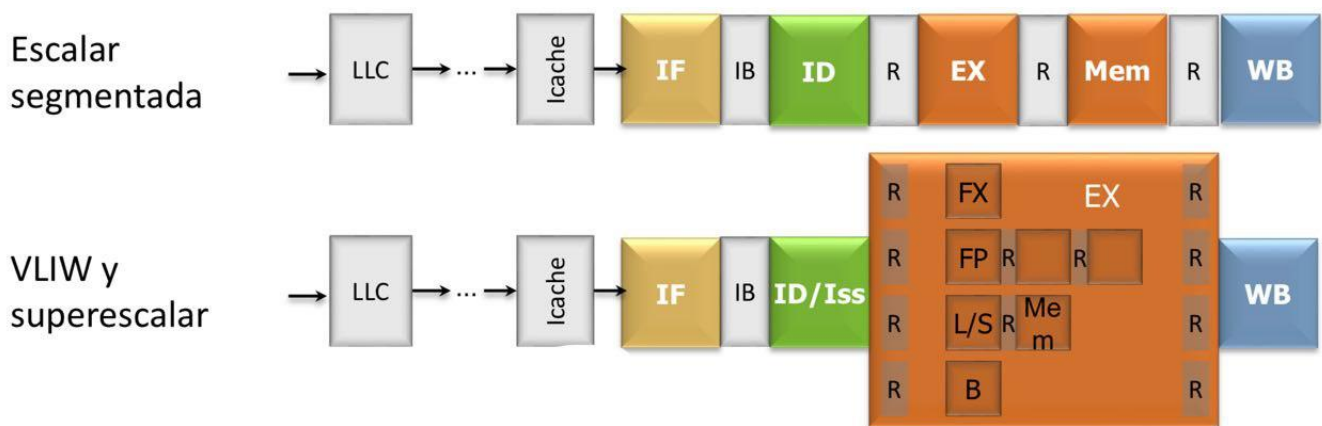 Escalar
segmentada
LLC ... Icache IF IB ID R EX R Mem R WB
VLIW y
superescalar
LLC ... Icache IF IB ID/Iss WB
EX
R FX R
R FP R R R
R L/S R Me
m R
R B R